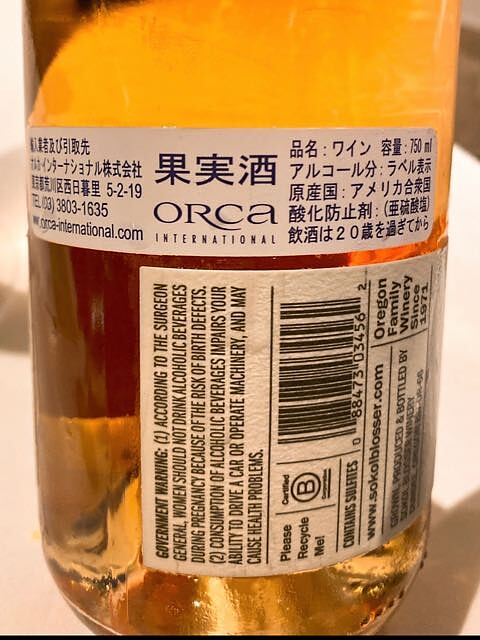 輸入業者及び引取先
オルカインターナショナル株式会社
東京都荒川区西日暮里 5-2-19
TEL (03) 3803-1635
www.orca-international.com
果実酒
ORCA
INTERNATIONAL
品名：ワイン 容量：750 ml
アルコール分：ラベル表示
原産国：アメリカ合衆国
酸化防止剤：（亜硫酸塩）
飲酒は20歳を過ぎてから
GOVERNMENT WARNING: (1) ACCORDING TO THE SURGEON
GENERAL, WOMEN SHOULD NOT DRINK ALCOHOLIC BEVERAGES
DURING PREGNANCY BECAUSE OF THE RISK OF BIRTH DEFECTS.
(2) CONSUMPTION OF ALCOHOLIC BEVERAGES IMPAIRS YOUR
ABILITY TO DRIVE A CAR OR OPERATE MACHINERY, AND MAY
CAUSE HEALTH PROBLEMS.
Please
Recycle
Me!
Certified
B
Corporation
0 88473 03456 2
CONTAINS SULFITES
www.sokolblosser.com
Oregon
Family
Winery
Since
1971
GROWN, PRODUCED & BOTTLED BY
SOKOL BLOSSER WINERY